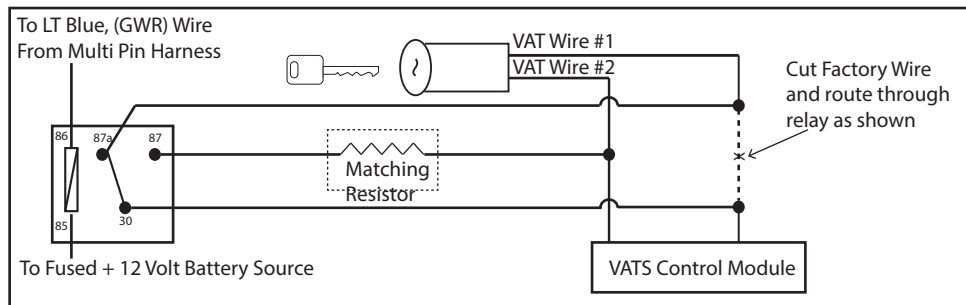 To LT Blue, (GWR) Wire
From Multi Pin Harness
VAT Wire #1
VAT Wire #2
Cut Factory Wire
and route through
relay as shown
86
87a
87
Matching
Resistor
30
85
To Fused + 12 Volt Battery Source
VATS Control Module